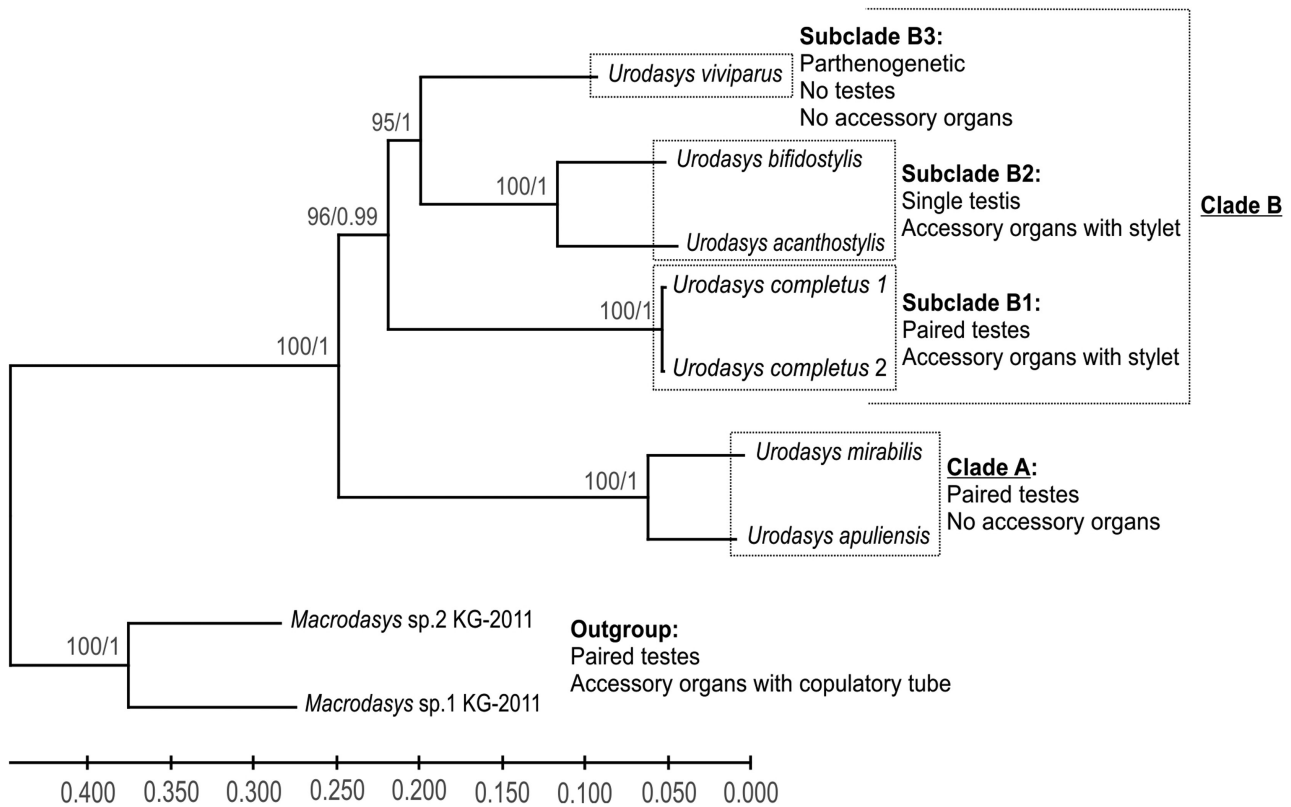 Subclade B3:
Urodasys viviparus
Parthenogenetic
No testes
No accessory organs
95/1
Urodasys bifidostylis
100/1
Subclade B2:
Single testis
Accessory organs with stylet
Clade B
96/0.99
Urodasys acanthostylis
Urodasys completus 1
100/1
Subclade B1:
Paired testes
Accessory organs with stylet
100/1
Urodasys completus 2
Urodasys mirabilis
100/1
Clade A:
Paired testes
No accessory organs
Urodasys apuliensis
Macrodasys sp.2 KG-2011
100/1
Outgroup:
Paired testes
Accessory organs with copulatory tube
Macrodasys sp.1 KG-2011
0.400 0.350 0.300 0.250 0.200 0.150 0.100 0.050 0.000